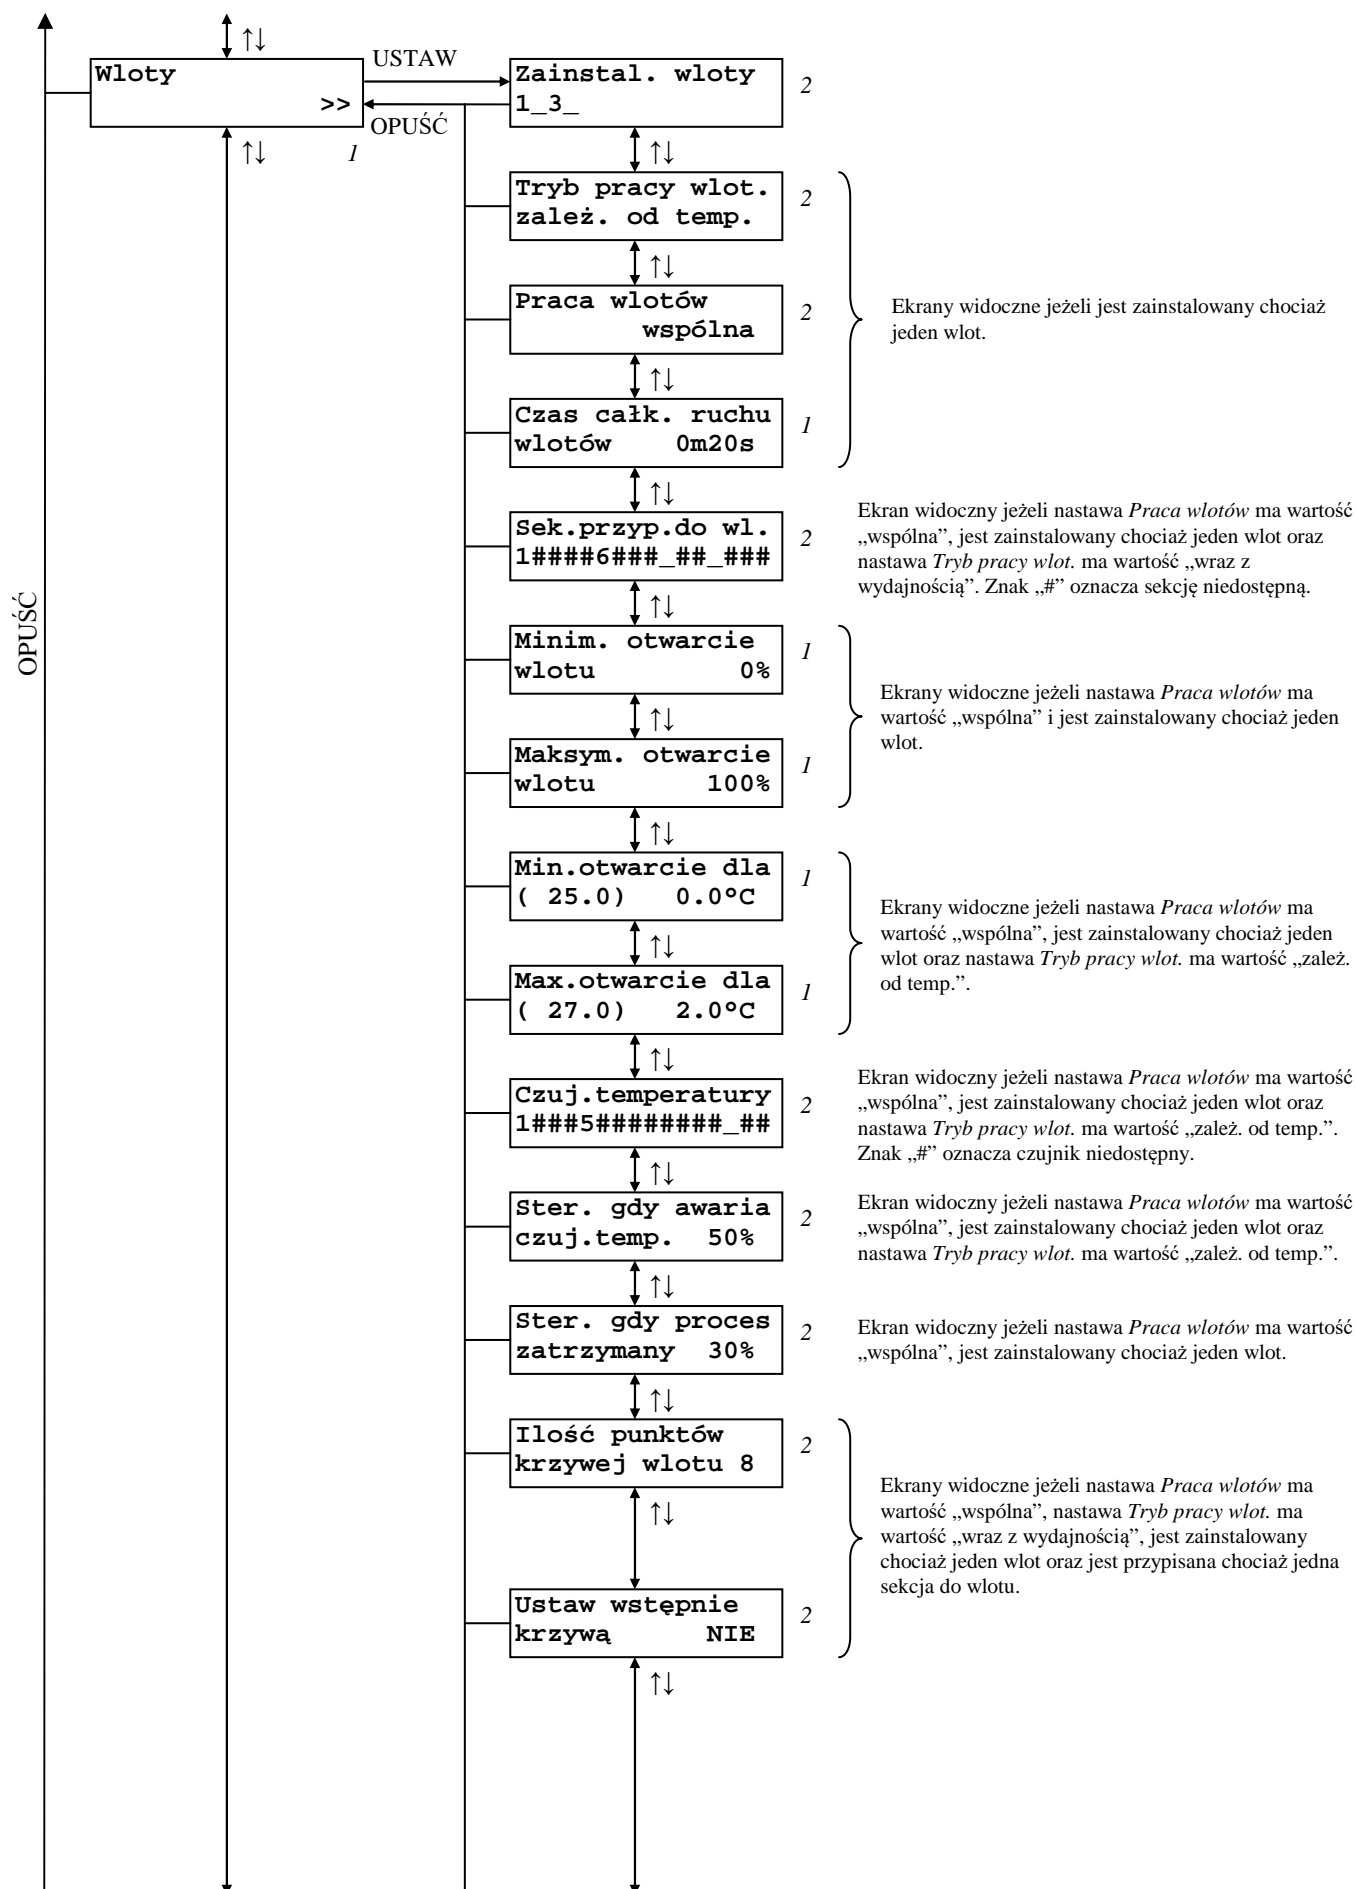 ↑↓
Wloty
>>
USTAW
OPUŚĆ
↑↓
1
Zainstal. wloty
1_3_
2
↑↓
Tryb pracy wlot.
zależ. od temp.
2
↑↓
Praca wlotów
wspólna
2
Ekrany widoczne jeżeli jest zainstalowany chociaż
jeden wlot.
↑↓
Czas całk. ruchu
wlotów 0m20s
1
↑↓
Sek.przyp.do wl.
1####6###_##_###
2
Ekran widoczny jeżeli nastawa Praca wlotów ma wartość
„wspólna”, jest zainstalowany chociaż jeden wlot oraz
nastawa Tryb pracy wlot. ma wartość „wraz z
wydajnością”. Znak „#” oznacza sekcję niedostępną.
↑↓
OPUŚĆ
Minim. otwarcie
wlotu 0%
1
Ekrany widoczne jeżeli nastawa Praca wlotów ma
wartość „wspólna” i jest zainstalowany chociaż jeden
wlot.
↑↓
Maksym. otwarcie
wlotu 100%
1
↑↓
Min.otwarcie dla
( 25.0) 0.0°C
1
Ekrany widoczne jeżeli nastawa Praca wlotów ma
wartość „wspólna”, jest zainstalowany chociaż jeden
wlot oraz nastawa Tryb pracy wlot. ma wartość „zależ.
od temp.”.
↑↓
Max.otwarcie dla
( 27.0) 2.0°C
1
↑↓
Czuj.temperatury
1###5########_##
2
Ekran widoczny jeżeli nastawa Praca wlotów ma wartość
„wspólna”, jest zainstalowany chociaż jeden wlot oraz
nastawa Tryb pracy wlot. ma wartość „zależ. od temp.”.
Znak „#” oznacza czujnik niedostępny.
↑↓
Ster. gdy awaria
czuj.temp. 50%
2
Ekran widoczny jeżeli nastawa Praca wlotów ma wartość
„wspólna”, jest zainstalowany chociaż jeden wlot oraz
nastawa Tryb pracy wlot. ma wartość „zależ. od temp.”.
↑↓
Ster. gdy proces
zatrzymany 30%
2
Ekran widoczny jeżeli nastawa Praca wlotów ma wartość
„wspólna”, jest zainstalowany chociaż jeden wlot.
↑↓
Ilość punktów
krzywej wlotu 8
2
Ekrany widoczne jeżeli nastawa Praca wlotów ma
wartość „wspólna”, nastawa Tryb pracy wlot. ma
wartość „wraz z wydajnością”, jest zainstalowany
chociaż jeden wlot oraz jest przypisana chociaż jedna
sekcja do wlotu.
↑↓
Ustaw wstępnie
krzywą NIE
2
↑↓